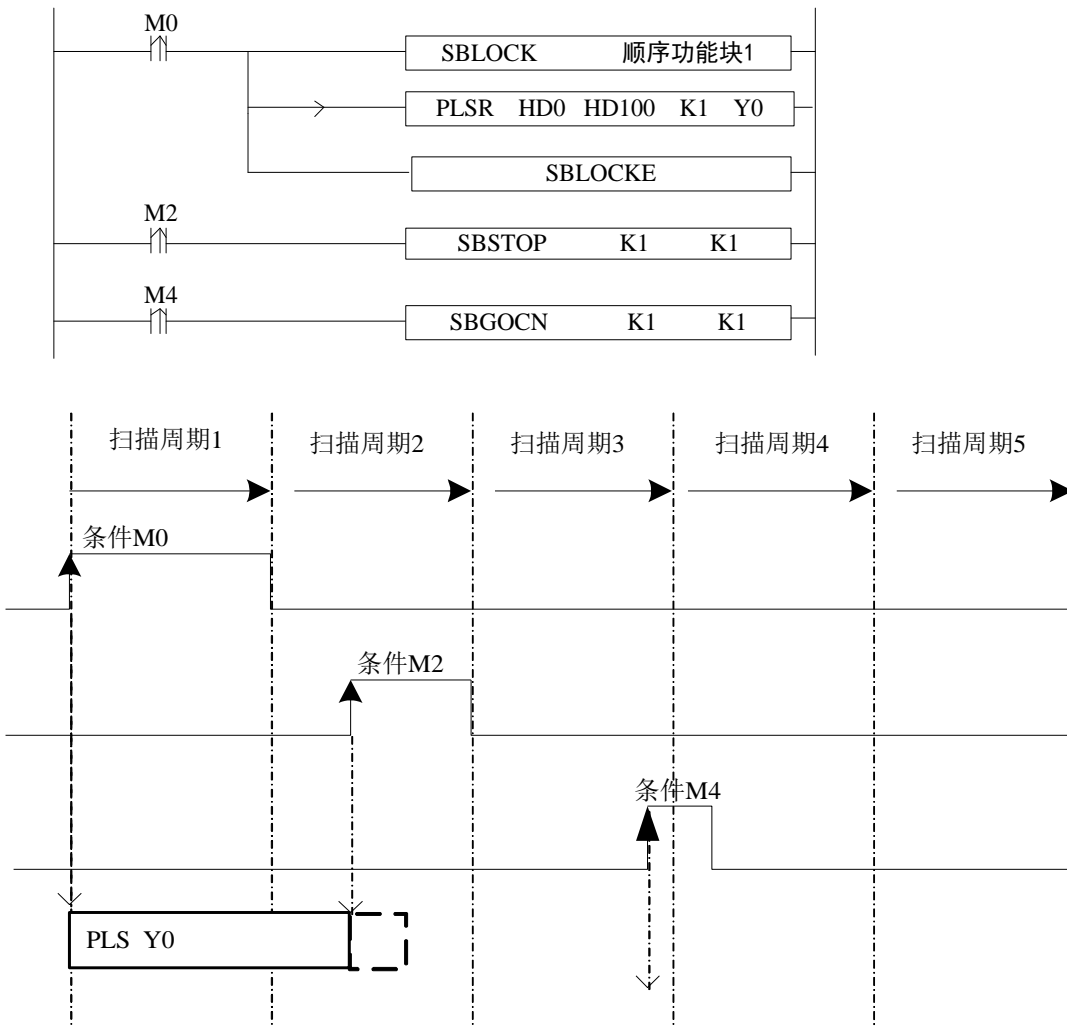 M0
SBLOCK 顺序功能块1
PLSR HD0 HD100 K1 Y0
SBLOCKE
M2
SBSTOP K1 K1
M4
SBGOCN K1 K1
扫描周期1 扫描周期2 扫描周期3 扫描周期4 扫描周期5
条件M0
条件M2
条件M4
PLS Y0